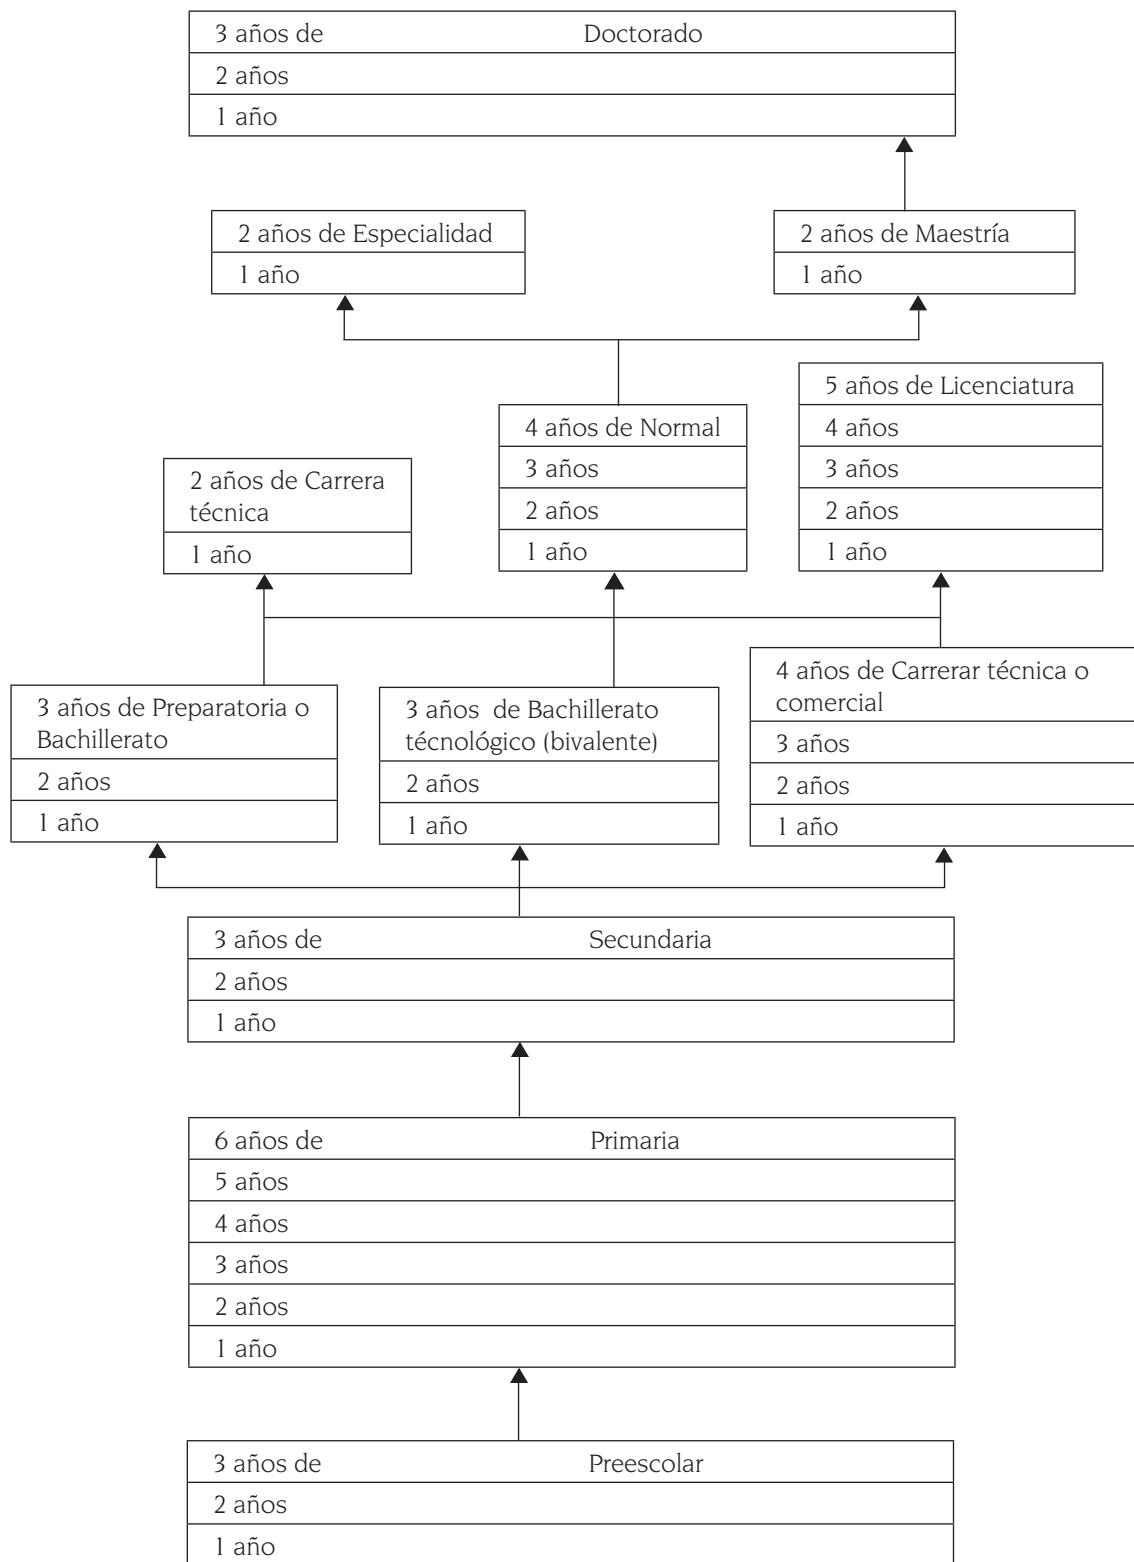 3 años de Doctorado
2 años
1 año
2 años de Especialidad
1 año
2 años de Maestría
1 año
5 años de Licenciatura
4 años
3 años
2 años
1 año
4 años de Normal
3 años
2 años
1 año
2 años de Carrera
técnica
1 año
3 años de Preparatoria o
Bachillerato
2 años
1 año
3 años de Bachillerato
técnológico (bivalente)
2 años
1 año
4 años de Carrerar técnica o
comercial
3 años
2 años
1 año
3 años de Secundaria
2 años
1 año
6 años de Primaria
5 años
4 años
3 años
2 años
1 año
3 años de Preescolar
2 años
1 año